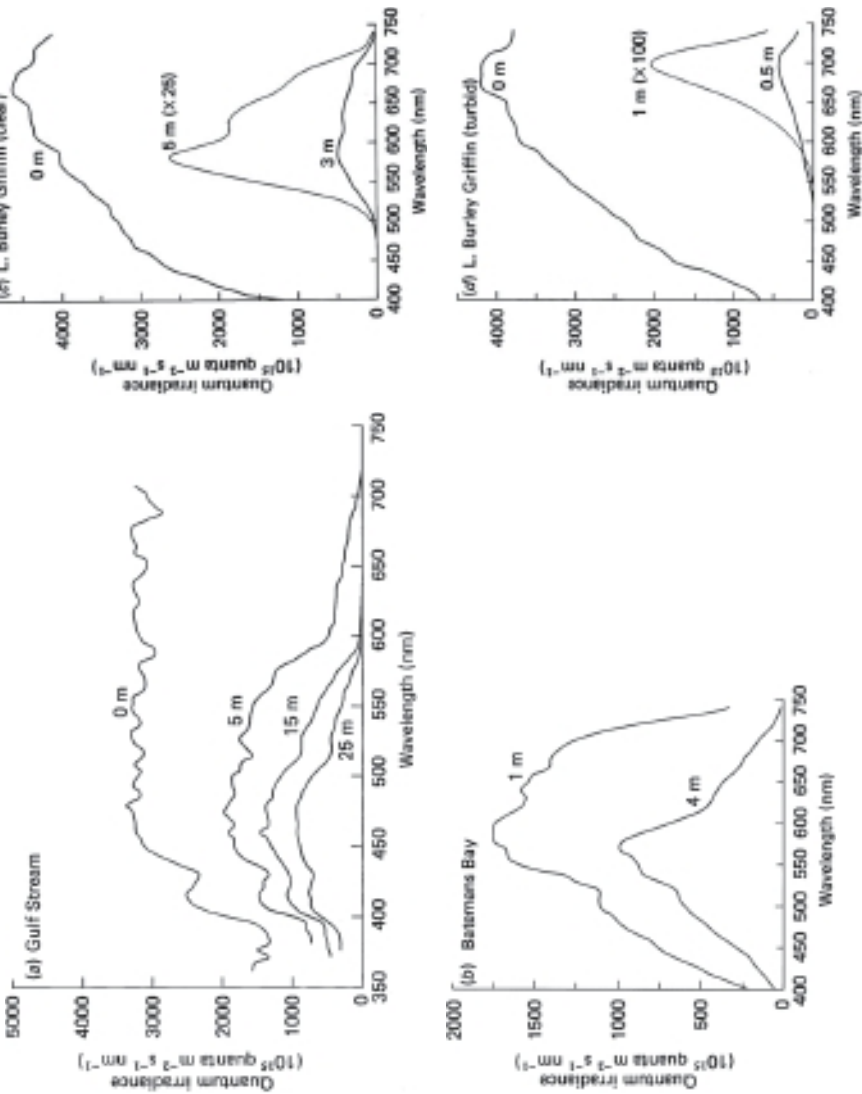 (a) Gulf Stream
5000
4000
3000
2000
1000
0
Quantum irradiance
(10¹⁵ quanta m⁻² s⁻¹ nm⁻¹)
0 m
5 m
15 m
25 m
350
400
450
500
550
600
650
700
750
Wavelength (nm)
(b) Batemans Bay
2000
1500
1000
500
0
Quantum irradiance
(10¹⁵ quanta m⁻² s⁻¹ nm⁻¹)
1 m
4 m
400
450
500
550
600
650
700
750
Wavelength (nm)
(c) L. Burley Griffin (clear)
4000
3000
2000
1000
0
Quantum irradiance
(10¹⁵ quanta m⁻² s⁻¹ nm⁻¹)
0 m
5 m (× 25)
3 m
400
450
500
550
600
650
700
Wavelength (nm)
(d) L. Burley Griffin (turbid)
4000
3000
2000
1000
0
Quantum irradiance
(10¹⁵ quanta m⁻² s⁻¹ nm⁻¹)
0 m
1 m (× 100)
0.5 m
400
450
500
550
600
650
700
Wavelength (nm)